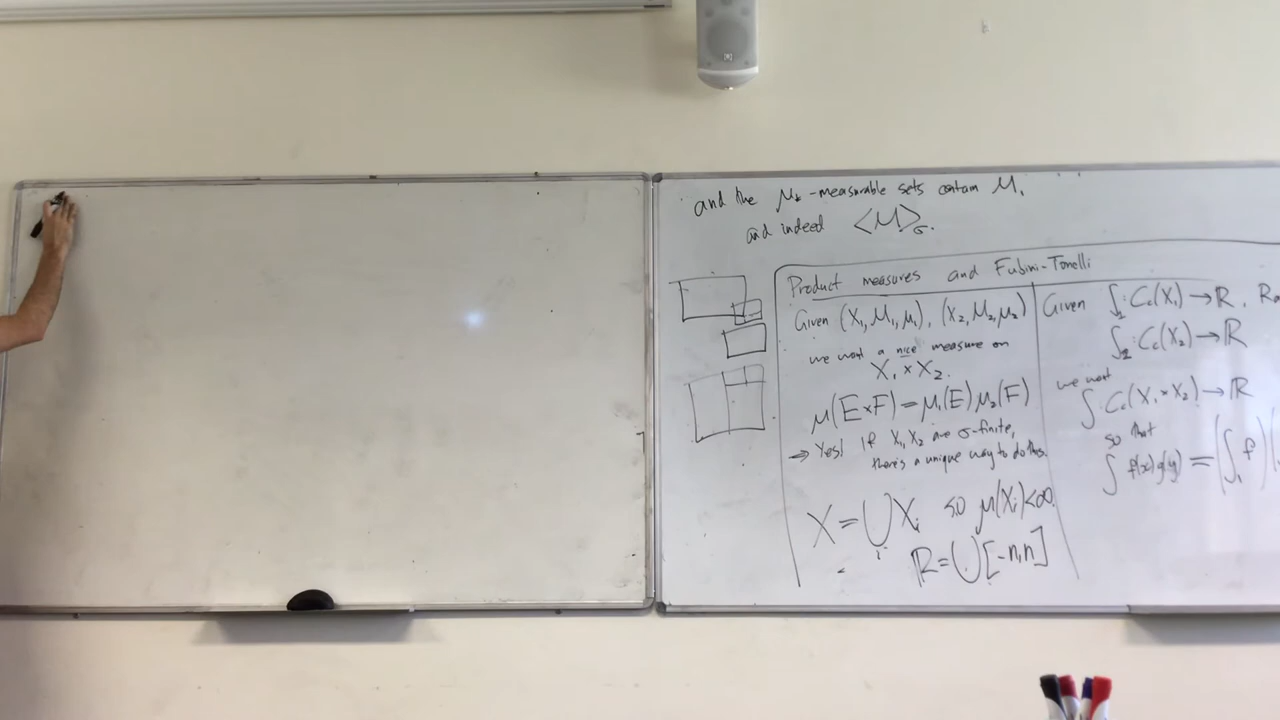 and the μ* -measurable sets contain M,
and indeed <M>σ.
Product measures and Fubini-Tonelli
Given (X₁, M₁, μ₁), (X₂, M₂, μ₂)
we want a nice measure on
X₁ × X₂.
μ(E×F) = μ₁(E) μ₂(F)
→ Yes! If X₁, X₂ are σ-finite,
there's a unique way to do this.
X = ⋃ᵢ Xᵢ so μ(Xᵢ) < ∞.
ℝ = ⋃ [-n, n]
Given ∫₁: Cc(X₁) → ℝ,
∫₂: Cc(X₂) → ℝ
we want
∫: Cc(X₁ × X₂) → ℝ
so that
∫ f(x)g(y) = (∫₁ f) (